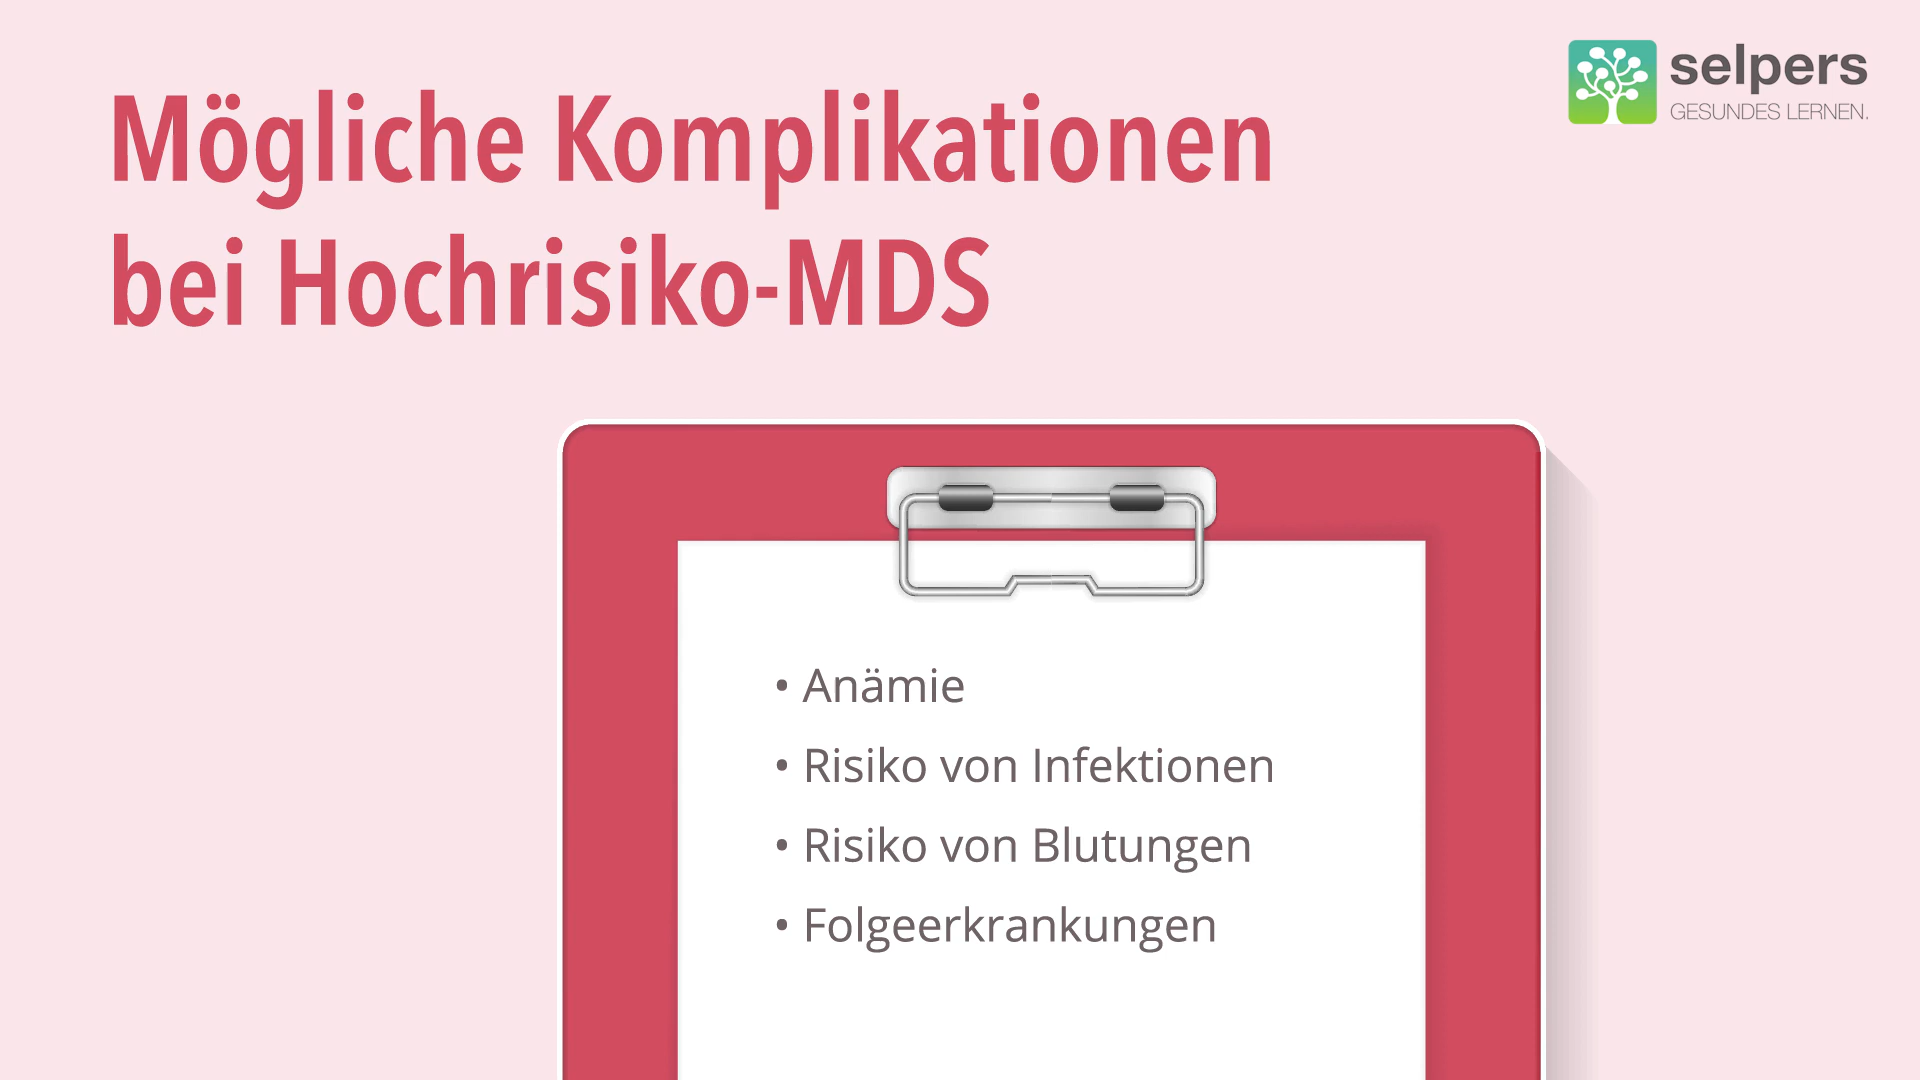 Mögliche Komplikationen
bei Hochrisiko-MDS
selpers
GESUNDES LERNEN.
• Anämie
• Risiko von Infektionen
• Risiko von Blutungen
• Folgeerkrankungen